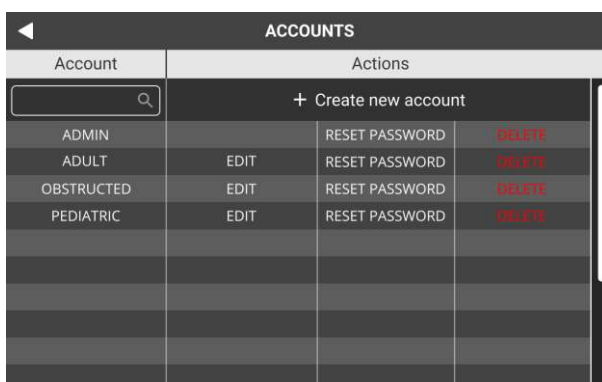 ACCOUNTS
Account Actions
+ Create new account
ADMIN RESET PASSWORD DELETE
ADULT EDIT RESET PASSWORD DELETE
OBSTRUCTED EDIT RESET PASSWORD DELETE
PEDIATRIC EDIT RESET PASSWORD DELETE